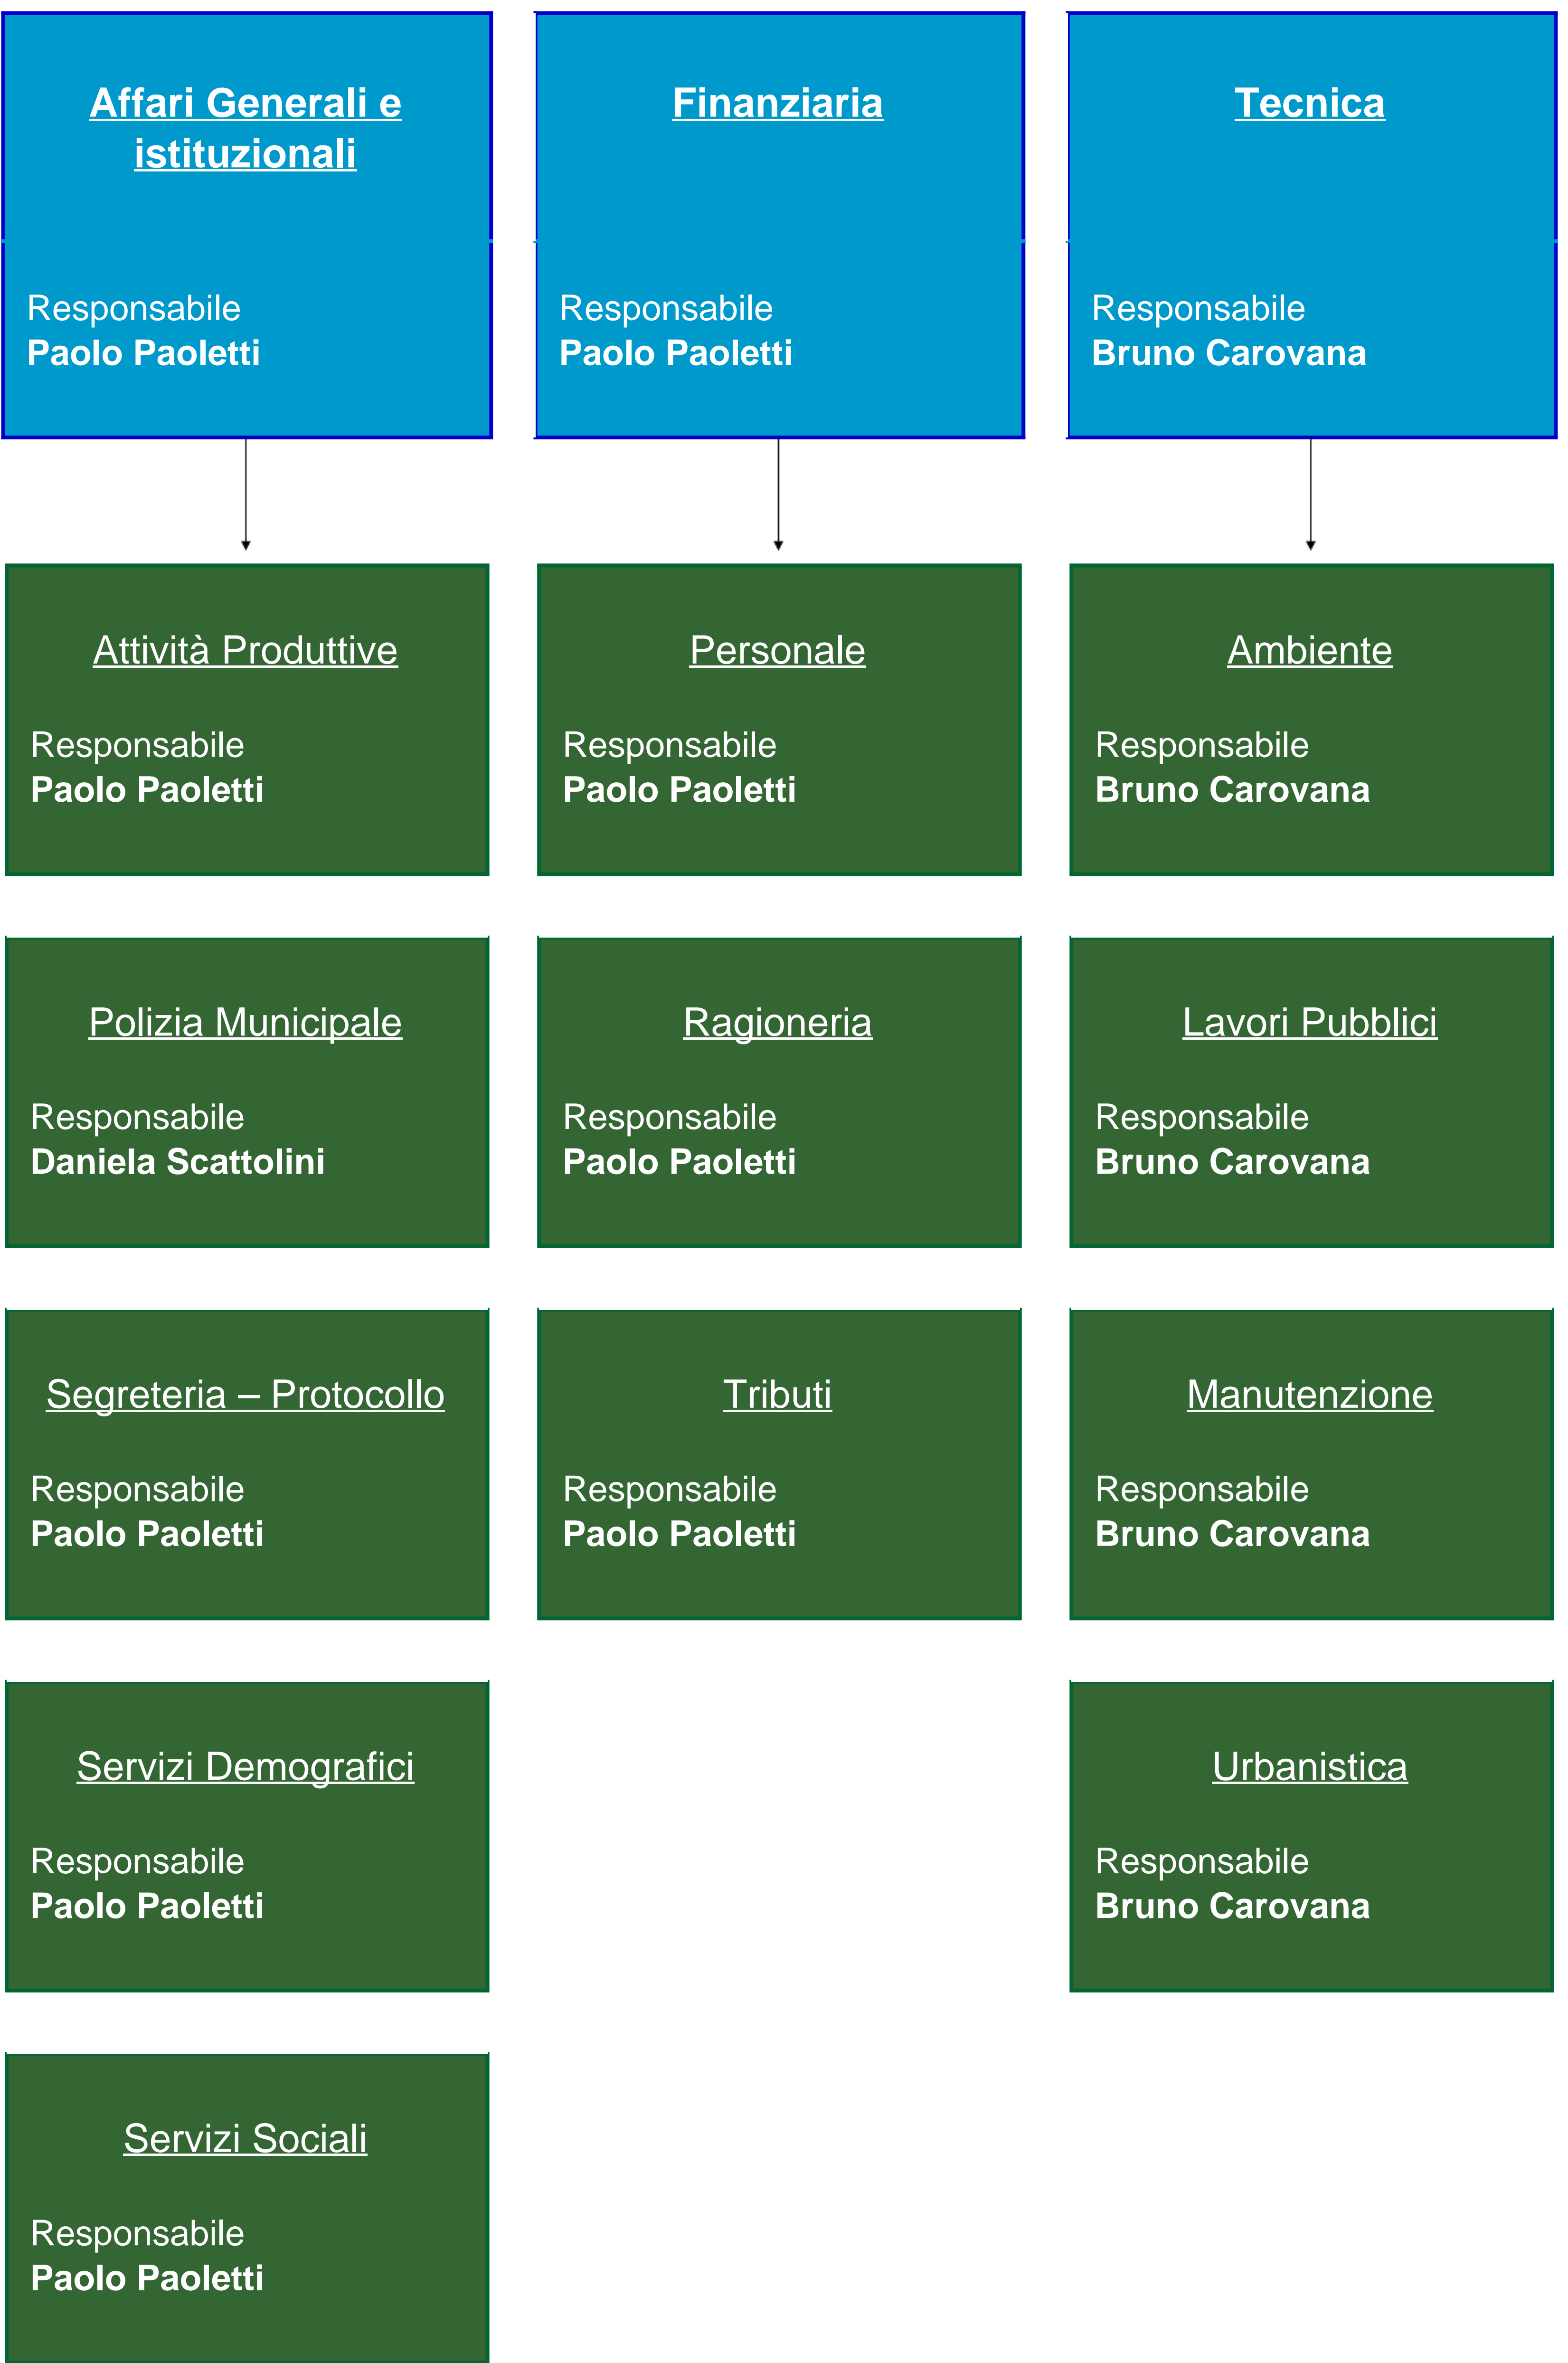 Affari Generali e
istituzionali
Responsabile
Paolo Paoletti
Finanziaria
Responsabile
Paolo Paoletti
Tecnica
Responsabile
Bruno Carovana
Attività Produttive
Responsabile
Paolo Paoletti
Personale
Responsabile
Paolo Paoletti
Ambiente
Responsabile
Bruno Carovana
Polizia Municipale
Responsabile
Daniela Scattolini
Ragioneria
Responsabile
Paolo Paoletti
Lavori Pubblici
Responsabile
Bruno Carovana
Segreteria – Protocollo
Responsabile
Paolo Paoletti
Tributi
Responsabile
Paolo Paoletti
Manutenzione
Responsabile
Bruno Carovana
Servizi Demografici
Responsabile
Paolo Paoletti
Urbanistica
Responsabile
Bruno Carovana
Servizi Sociali
Responsabile
Paolo Paoletti